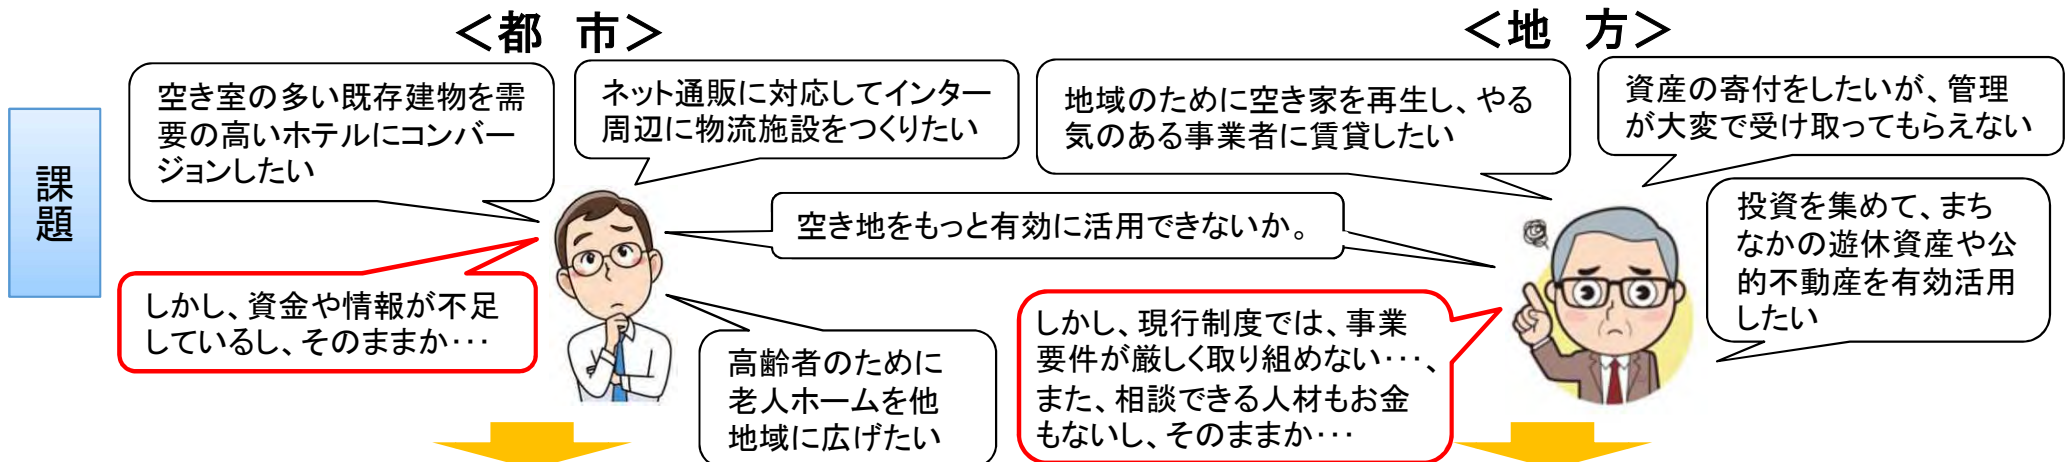 ＜都　市＞
＜地　方＞
課題
空き室の多い既存建物を需
要の高いホテルにコンバー
ジョンしたい
ネット通販に対応してインター
周辺に物流施設をつくりたい
地域のために空き家を再生し、やる
気のある事業者に賃貸したい
資産の寄付をしたいが、管理
が大変で受け取ってもらえない
空き地をもっと有効に活用できないか。
投資を集めて、まち
なかの遊休資産や公
的不動産を有効活用
したい
しかし、資金や情報が不足
しているし、そのままか･･･
高齢者のために
老人ホームを他
地域に広げたい
しかし、現行制度では、事業
要件が厳しく取り組めない･･･、
また、相談できる人材もお金
もないし、そのままか･･･